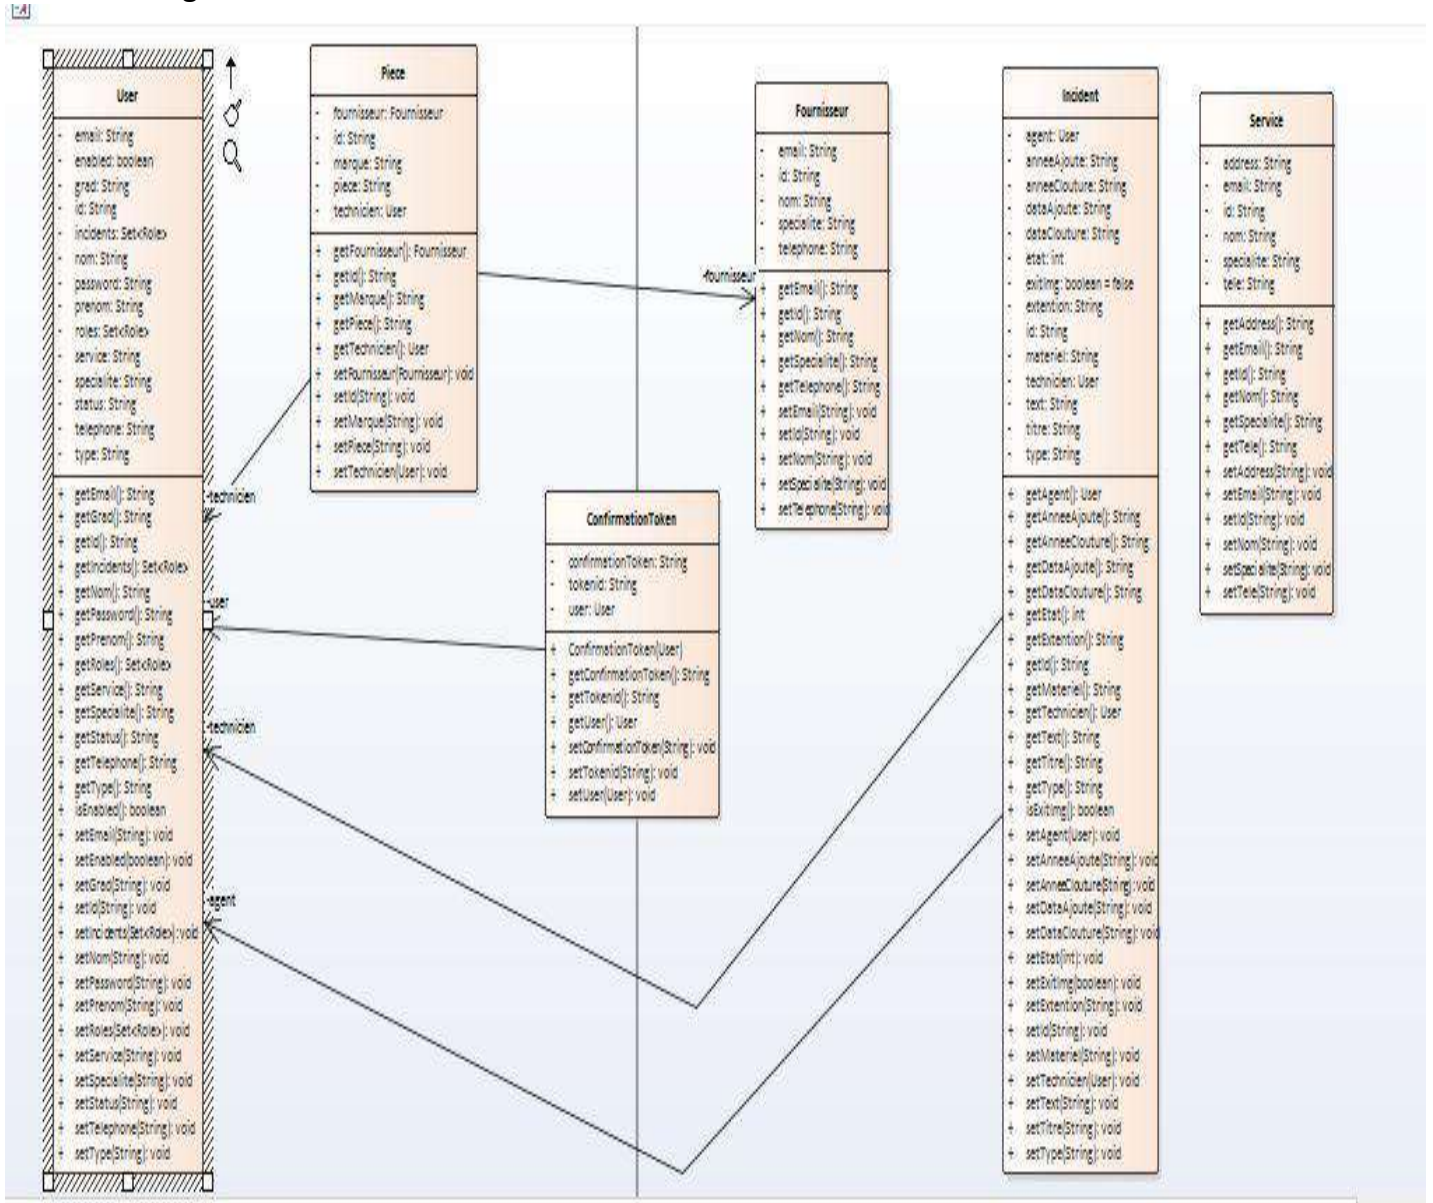 User
- email: String
- enabled: boolean
- grad: String
- id: String
- incidents: Set<Role>
- nom: String
- password: String
- prenom: String
- roles: Set<Role>
- service: String
- specialite: String
- status: String
- telephone: String
- type: String
+ getEmail(): String
+ getGrad(): String
+ getId(): String
+ getIncidents(): Set<Role>
+ getNom(): String
+ getPassword(): String
+ getPrenom(): String
+ getRoles(): Set<Role>
+ getService(): String
+ getSpecialite(): String
+ getStatus(): String
+ getTelephone(): String
+ getType(): String
+ isEnabled(): boolean
+ setEmail(String): void
+ setEnabled(boolean): void
+ setGrad(String): void
+ setId(String): void
+ setIncidents(Set<Role>): void
+ setNom(String): void
+ setPassword(String): void
+ setPrenom(String): void
+ setRoles(Set<Role>): void
+ setService(String): void
+ setSpecialite(String): void
+ setStatus(String): void
+ setTelephone(String): void
+ setType(String): void
Piece
- fournisseur: Fournisseur
- id: String
- marque: String
- piece: String
- technicien: User
+ getFournisseur(): Fournisseur
+ getId(): String
+ getMarque(): String
+ getPiece(): String
+ getTechnicien(): User
+ setFournisseur(Fournisseur): void
+ setId(String): void
+ setMarque(String): void
+ setPiece(String): void
+ setTechnicien(User): void
-technicien
-user
-technicien
-agent
ConfirmationToken
- confirmationToken: String
- tokenid: String
- user: User
+ ConfirmationToken(User)
+ getConfirmationToken(): String
+ getTokenid(): String
+ getUser(): User
+ setConfirmationToken(String): void
+ setTokenid(String): void
+ setUser(User): void
-fournisseur
Fournisseur
- email: String
- id: String
- nom: String
- specialite: String
- telephone: String
+ getEmail(): String
+ getId(): String
+ getNom(): String
+ getSpecialite(): String
+ getTelephone(): String
+ setEmail(String): void
+ setId(String): void
+ setNom(String): void
+ setSpecialite(String): void
+ setTelephone(String): void
Incident
- agent: User
- anneeAjoute: String
- anneeClouture: String
- dataAjoute: String
- dataClouture: String
- etat: int
- exitImg: boolean = false
- extention: String
- id: String
- materiel: String
- technicien: User
- text: String
- titre: String
- type: String
+ getAgent(): User
+ getAnneeAjoute(): String
+ getAnneeClouture(): String
+ getDataAjoute(): String
+ getDataClouture(): String
+ getEtat(): int
+ getExtention(): String
+ getId(): String
+ getMateriel(): String
+ getTechnicien(): User
+ getText(): String
+ getTitre(): String
+ getType(): String
+ isExitImg(): boolean
+ setAgent(User): void
+ setAnneeAjoute(String): void
+ setAnneeClouture(String): void
+ setDataAjoute(String): void
+ setDataClouture(String): void
+ setEtat(int): void
+ setExitImg(boolean): void
+ setExtention(String): void
+ setId(String): void
+ setMateriel(String): void
+ setTechnicien(User): void
+ setText(String): void
+ setTitre(String): void
+ setType(String): void
Service
- address: String
- email: String
- id: String
- nom: String
- specialite: String
- tele: String
+ getAddress(): String
+ getEmail(): String
+ getId(): String
+ getNom(): String
+ getSpecialite(): String
+ getTele(): String
+ setAddress(String): void
+ setEmail(String): void
+ setId(String): void
+ setNom(String): void
+ setSpecialite(String): void
+ setTele(String): void